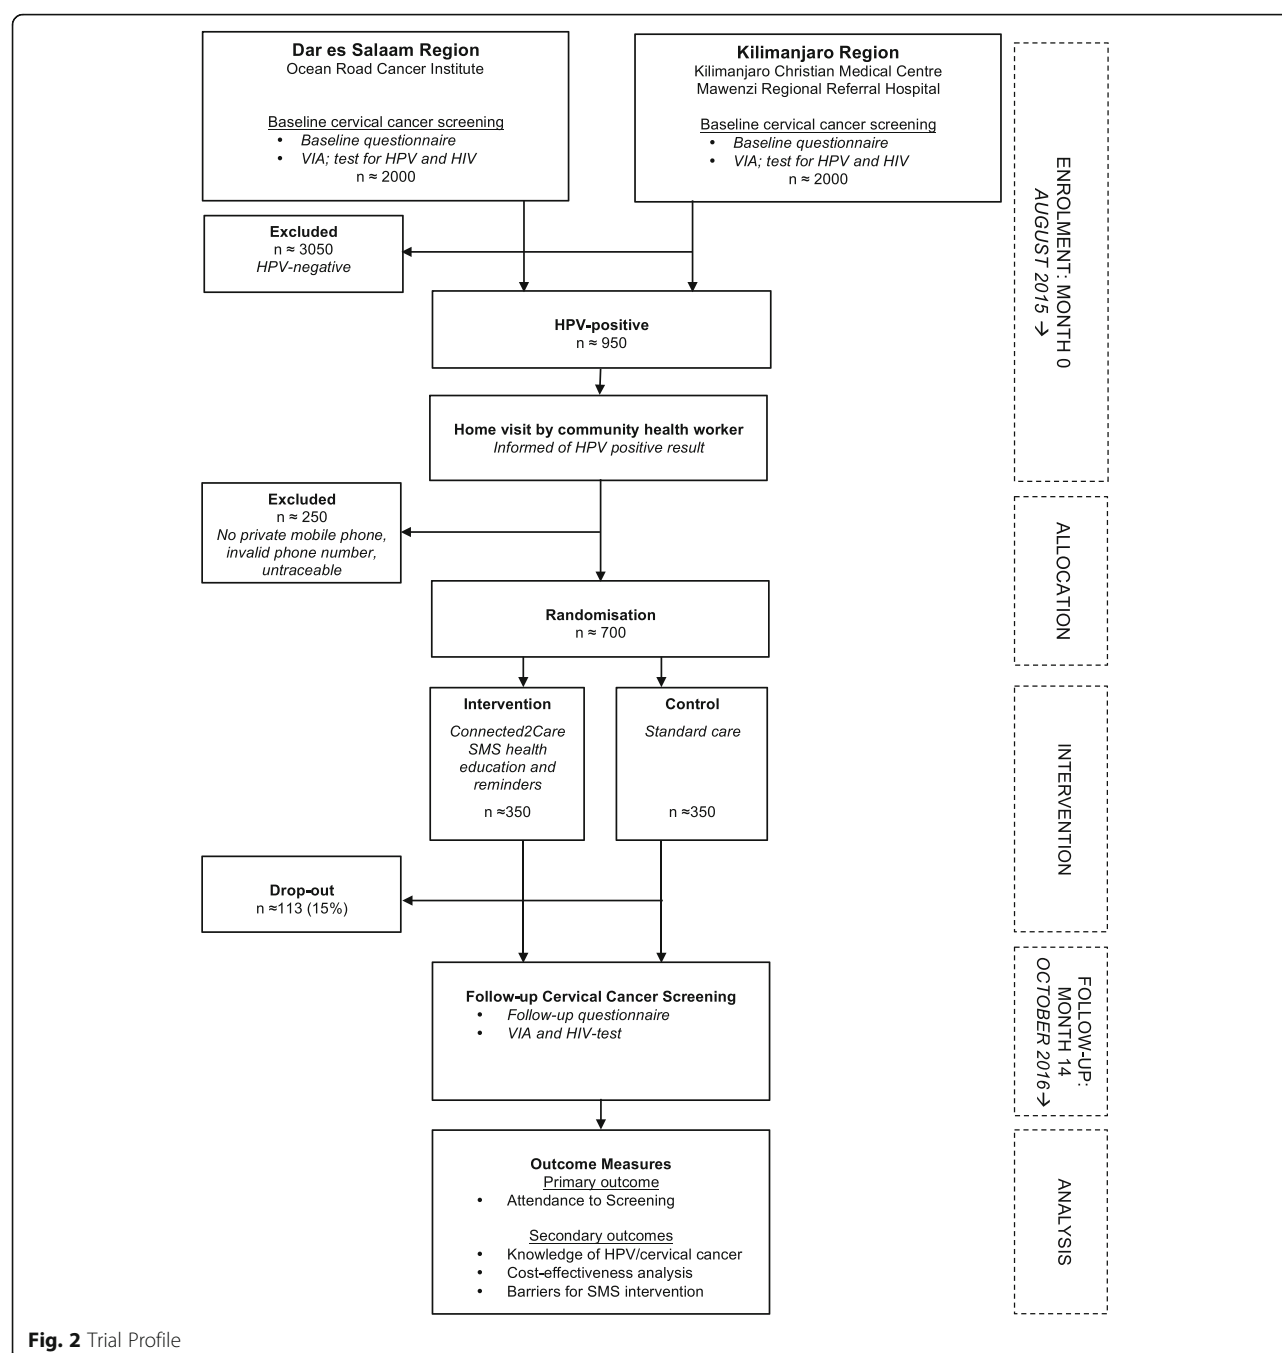 Dar es Salaam Region
Ocean Road Cancer Institute
Baseline cervical cancer screening
• Baseline questionnaire
• VIA; test for HPV and HIV
n ≈ 2000
Kilimanjaro Region
Kilimanjaro Christian Medical Centre
Mawenzi Regional Referral Hospital
Baseline cervical cancer screening
• Baseline questionnaire
• VIA; test for HPV and HIV
n ≈ 2000
ENROLMENT: MONTH 0
AUGUST 2015 →
Excluded
n ≈ 3050
HPV-negative
HPV-positive
n ≈ 950
Home visit by community health worker
Informed of HPV positive result
Excluded
n ≈ 250
No private mobile phone,
invalid phone number,
untraceable
ALLOCATION
Randomisation
n ≈ 700
Intervention
Connected2Care
SMS health
education and
reminders
n ≈350
Control
Standard care
n ≈350
INTERVENTION
Drop-out
n ≈113 (15%)
Follow-up Cervical Cancer Screening
• Follow-up questionnaire
• VIA and HIV-test
FOLLOW-UP:
MONTH 14
OCTOBER 2016→
Outcome Measures
Primary outcome
• Attendance to Screening
Secondary outcomes
• Knowledge of HPV/cervical cancer
• Cost-effectiveness analysis
• Barriers for SMS intervention
ANALYSIS
Fig. 2 Trial Profile